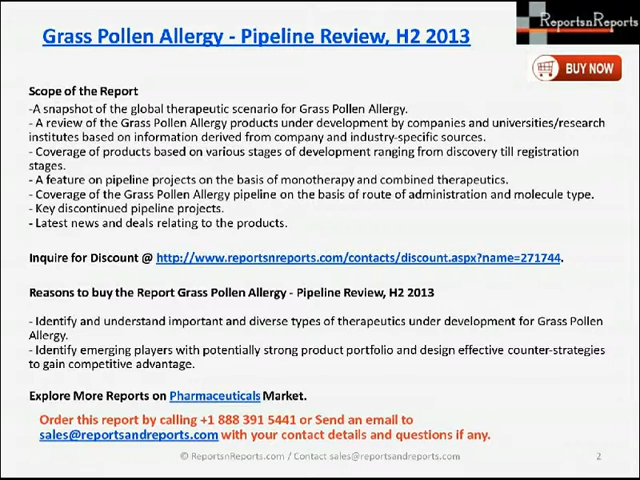 ReportsnReports
Grass Pollen Allergy - Pipeline Review, H2 2013
BUY NOW
Scope of the Report
-A snapshot of the global therapeutic scenario for Grass Pollen Allergy.
- A review of the Grass Pollen Allergy products under development by companies and universities/research
institutes based on information derived from company and industry-specific sources.
- Coverage of products based on various stages of development ranging from discovery till registration
stages.
- A feature on pipeline projects on the basis of monotherapy and combined therapeutics.
- Coverage of the Grass Pollen Allergy pipeline on the basis of route of administration and molecule type.
- Key discontinued pipeline projects.
- Latest news and deals relating to the products.
Inquire for Discount @ http://www.reportsnreports.com/contacts/discount.aspx?name=271744.
Reasons to buy the Report Grass Pollen Allergy - Pipeline Review, H2 2013
- Identify and understand important and diverse types of therapeutics under development for Grass Pollen
Allergy.
- Identify emerging players with potentially strong product portfolio and design effective counter-strategies
to gain competitive advantage.
Explore More Reports on Pharmaceuticals Market.
Order this report by calling +1 888 391 5441 or Send an email to
sales@reportsandreports.com with your contact details and questions if any.
© ReportsnReports.com / Contact sales@reportsandreports.com
2